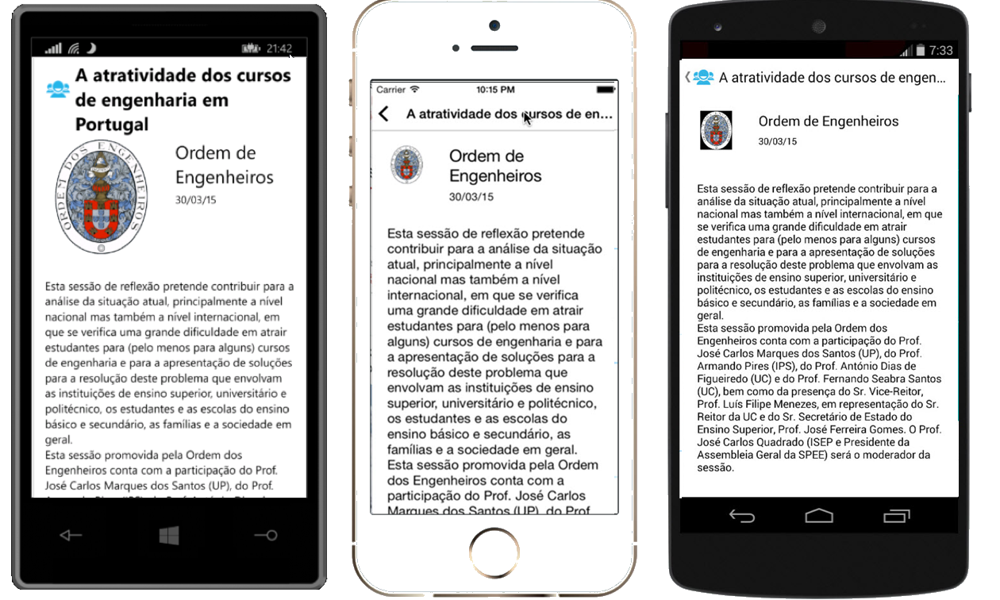 21:42
A atratividade dos cursos
de engenharia em
Portugal
ORDEM DOS ENGENHEIROS
Ordem de
Engenheiros
30/03/15
Esta sessão de reflexão pretende contribuir para a
análise da situação atual, principalmente a nível
nacional mas também a nível internacional, em
que se verifica uma grande dificuldade em atrair
estudantes para (pelo menos para alguns) cursos
de engenharia e para a apresentação de soluções
para a resolução deste problema que envolvam
as instituições de ensino superior, universitário e
politécnico, os estudantes e as escolas do ensino
básico e secundário, as famílias e a sociedade em
geral.
Esta sessão promovida pela Ordem dos
Engenheiros conta com a participação do Prof.
José Carlos Marques dos Santos (UP), do Prof.
Carrier 10:15 PM
A atratividade dos cursos de en...
Ordem de
Engenheiros
30/03/15
Esta sessão de reflexão pretende
contribuir para a análise da situação
atual, principalmente a nível
nacional mas também a nível
internacional, em que se verifica
uma grande dificuldade em atrair
estudantes para (pelo menos para
alguns) cursos de engenharia e para
a apresentação de soluções para a
resolução deste problema que
envolvam as instituições de ensino
superior, universitário e politécnico,
os estudantes e as escolas do
ensino básico e secundário, as
famílias e a sociedade em geral.
Esta sessão promovida pela Ordem
dos Engenheiros conta com a
participação do Prof. José Carlos
Marques dos Santos (UP), do Prof.
7:33
A atratividade dos cursos de engen...
Ordem de Engenheiros
30/03/15
Esta sessão de reflexão pretende contribuir para a
análise da situação atual, principalmente a nível
nacional mas também a nível internacional, em que
se verifica uma grande dificuldade em atrair
estudantes para (pelo menos para alguns) cursos
de engenharia e para a apresentação de soluções
para a resolução deste problema que envolvam as
instituições de ensino superior, universitário e
politécnico, os estudantes e as escolas do ensino
básico e secundário, as famílias e a sociedade em
geral.
Esta sessão promovida pela Ordem dos
Engenheiros conta com a participação do Prof.
José Carlos Marques dos Santos (UP), do Prof.
Armando Pires (IPS), do Prof. António Dias de
Figueiredo (UC) e do Prof. Fernando Seabra Santos
(UC), bem como da presença do Sr. Vice-Reitor,
Prof. Luís Filipe Menezes, em representação do Sr.
Reitor da UC e do Sr. Secretário de Estado do
Ensino Superior, Prof. José Ferreira Gomes. O Prof.
José Carlos Quadrado (ISEP e Presidente da
Assembleia Geral da SPEE) será o moderador da
sessão.